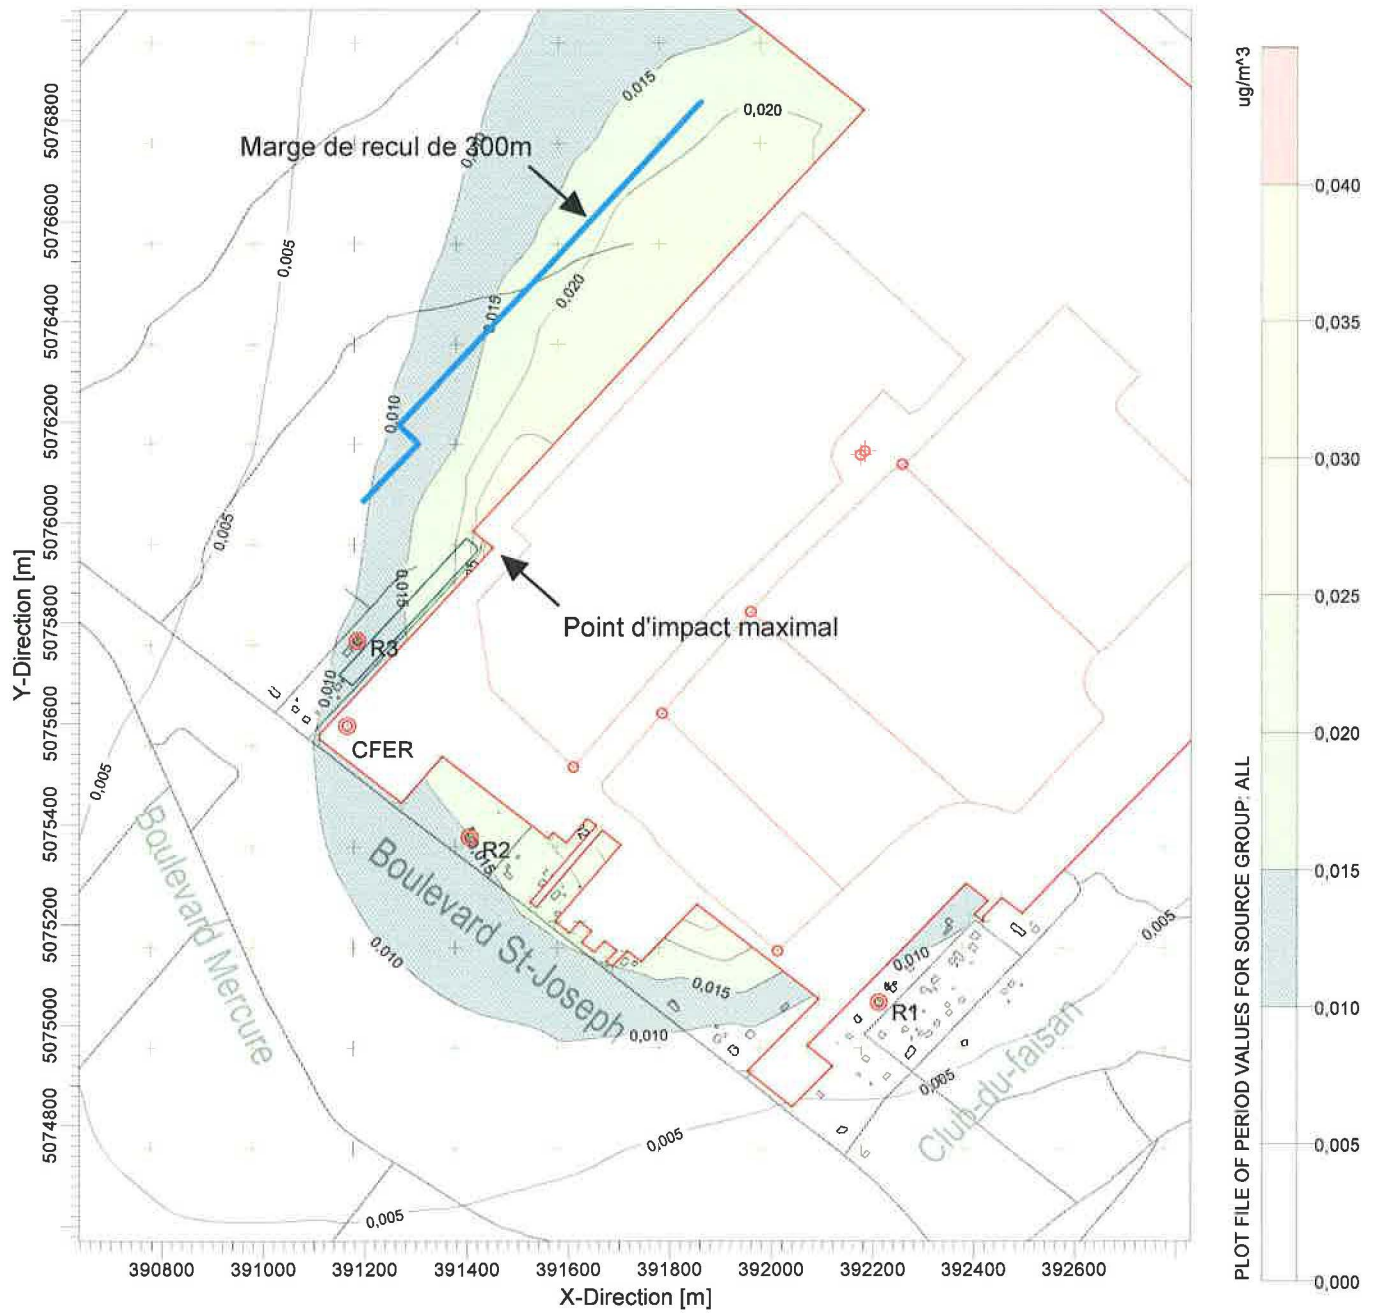 ug/m^3
0,015
0,020
Marge de recul de 300m
0,040
0,005
0,020
0,035
0,015
0,010
0,030
0,005
Point d'impact maximal
0,025
0,015
R3
0,010
CFER
0,020
0,005
R2
0,015
Boulevard Mercure
Boulevard St-Joseph
0,010
0,015
0,010
0,010
R1
0,005
0,005
Club-du-faisan
0,015
0,010
0,005
0,005
0,005
0,000
PLOT FILE OF PERIOD VALUES FOR SOURCE GROUP: ALL
Y-Direction [m]
5076800
5076600
5076400
5076200
5076000
5075800
5075600
5075400
5075200
5075000
5074800
390800 391000 391200 391400 391600 391800 392000 392200 392400 392600
X-Direction [m]